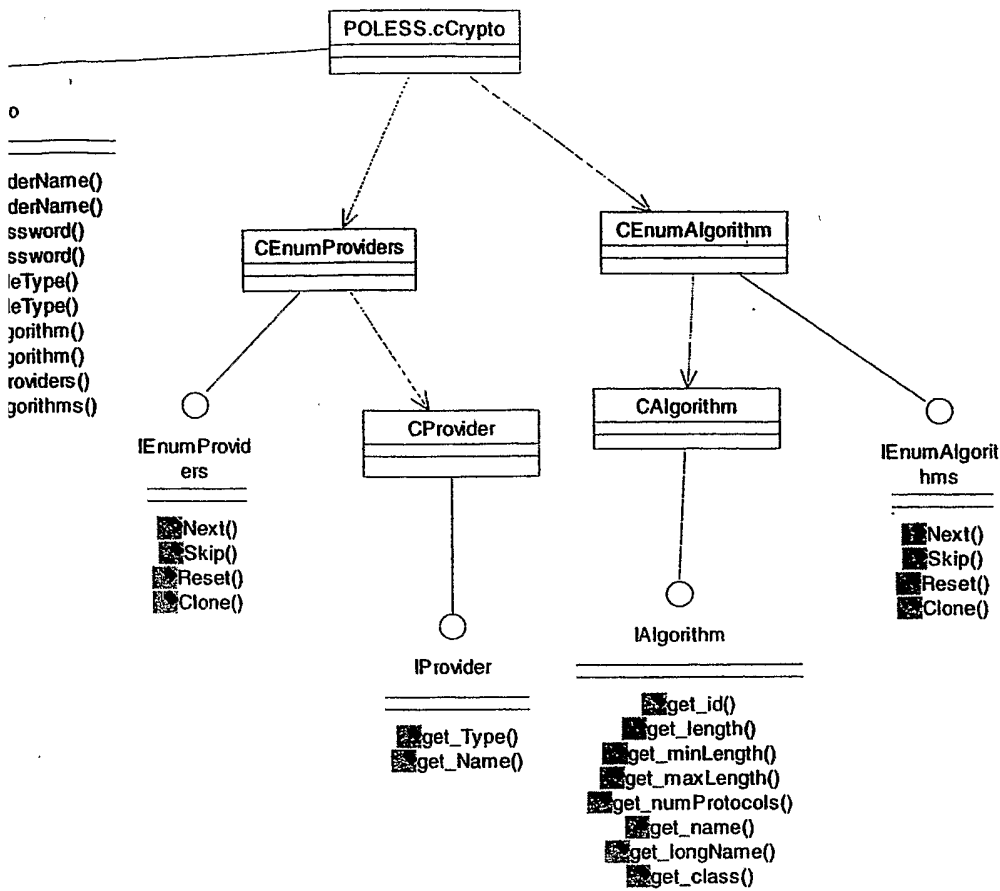 POLESS.cCrypto
o
derName()
derName()
ssword()
ssword()
leType()
leType()
gorithm()
gorithm()
roviders()
gorithms()
CEnumProviders
CEnumAlgorithm
CProvider
CAlgorithm
IEnumProvid
ers
Next()
Skip()
Reset()
Clone()
IEnumAlgorit
hms
Next()
Skip()
Reset()
Clone()
IProvider
get_Type()
get_Name()
IAlgorithm
get_id()
get_length()
get_minLength()
get_maxLength()
get_numProtocols()
get_name()
get_longName()
get_class()